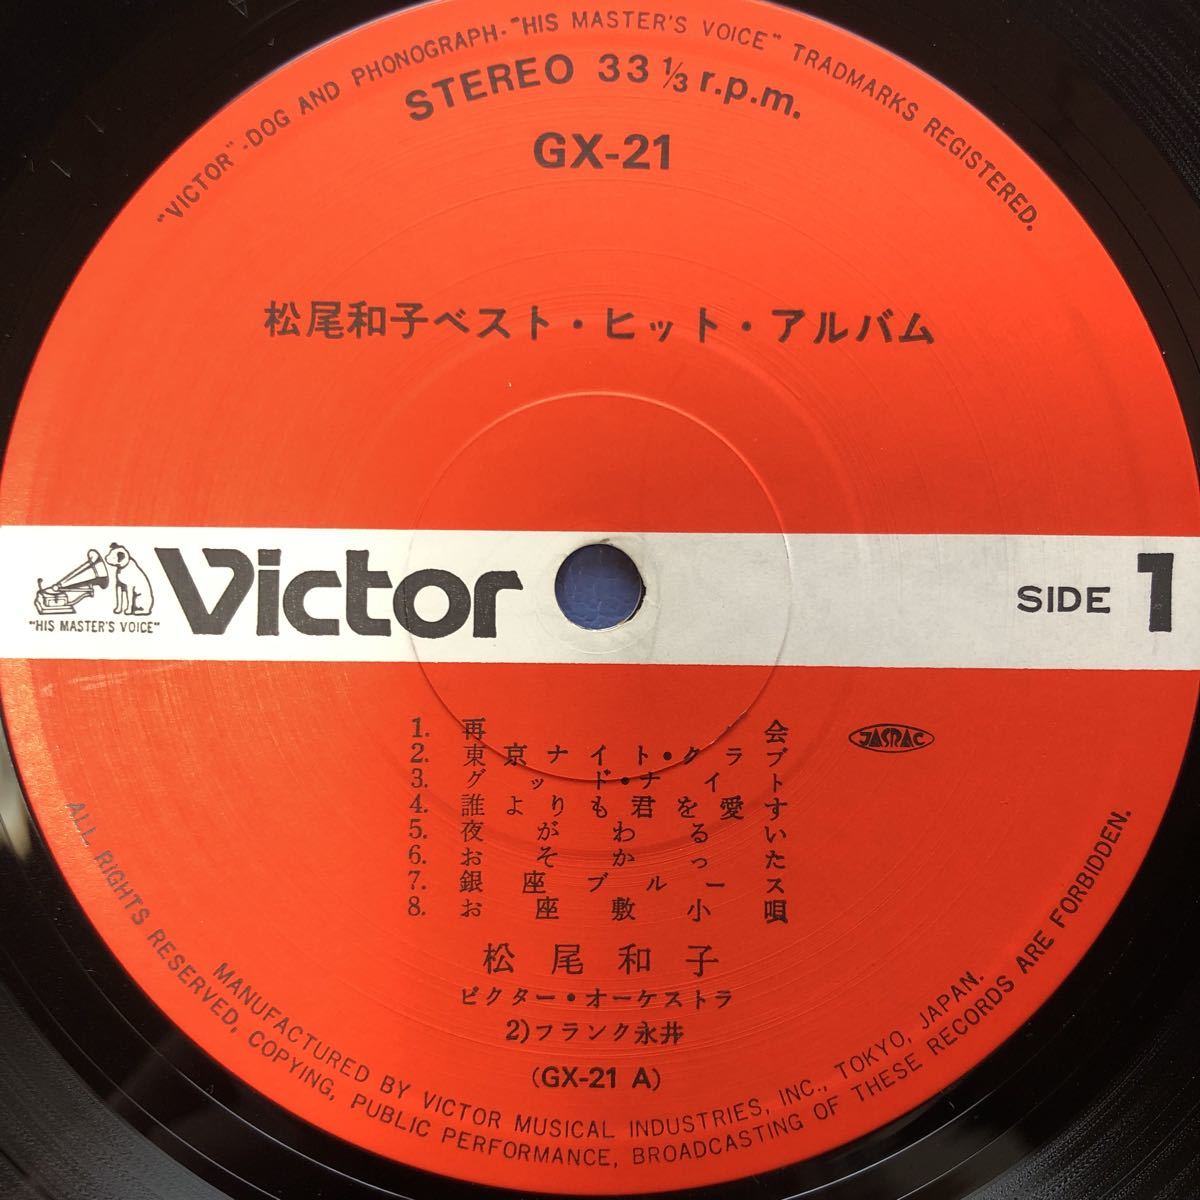 "VICTOR"-DOG AND PHONOGRAPH-"HIS MASTER'S VOICE" TRADMARKS REGISTERED.
STEREO 33 1/3 r.p.m.
GX-21
松尾和子ベスト・ヒット・アルバム
"HIS MASTER'S VOICE"
Victor
SIDE 1
1. 再会
2. 東京ナイト・クラブ
3. グッド・ナイト
4. 誰よりも君を愛す
5. 夜がわるい
6. おそかった
7. 銀座ブルース
8. お座敷小唄
JASRAC
松尾和子
ビクター・オーケストラ
2)フランク永井
(GX-21 A)
MANUFACTURED BY VICTOR MUSICAL INDUSTRIES, INC., TOKYO, JAPAN.
ALL RIGHTS RESERVED, COPYING, PUBLIC PERFORMANCE, BROADCASTING OF THESE RECORDS ARE FORBIDDEN.